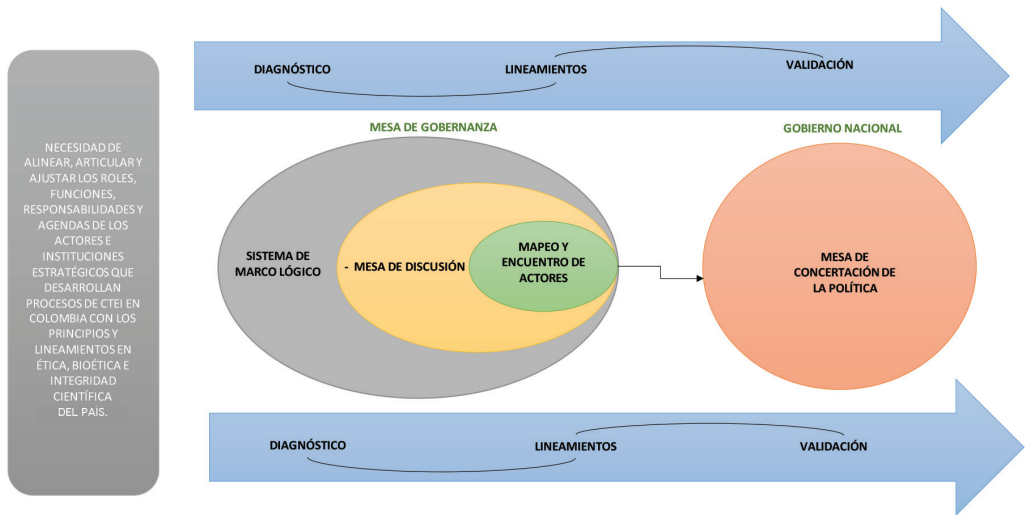 DIAGNÓSTICO
LINEAMIENTOS
VALIDACIÓN
NECESIDAD DE
ALINEAR, ARTICULAR Y
AJUSTAR LOS ROLES,
FUNCIONES,
RESPONSABILIDADES Y
AGENDAS DE LOS
ACTORES E
INSTITUCIONES
ESTRATÉGICOS QUE
DESARROLLAN
PROCESOS DE CTEI EN
COLOMBIA CON LOS
PRINCIPIOS Y
LINEAMIENTOS EN
ÉTICA, BIOÉTICA E
INTEGRIDAD
CIENTÍFICA
DEL PAÍS.
MESA DE GOBERNANZA
SISTEMA DE
MARCO LÓGICO
- MESA DE DISCUSIÓN
MAPEO Y
ENCUENTRO DE
ACTORES
GOBIERNO NACIONAL
MESA DE
CONCERTACIÓN DE
LA POLÍTICA
DIAGNÓSTICO
LINEAMIENTOS
VALIDACIÓN